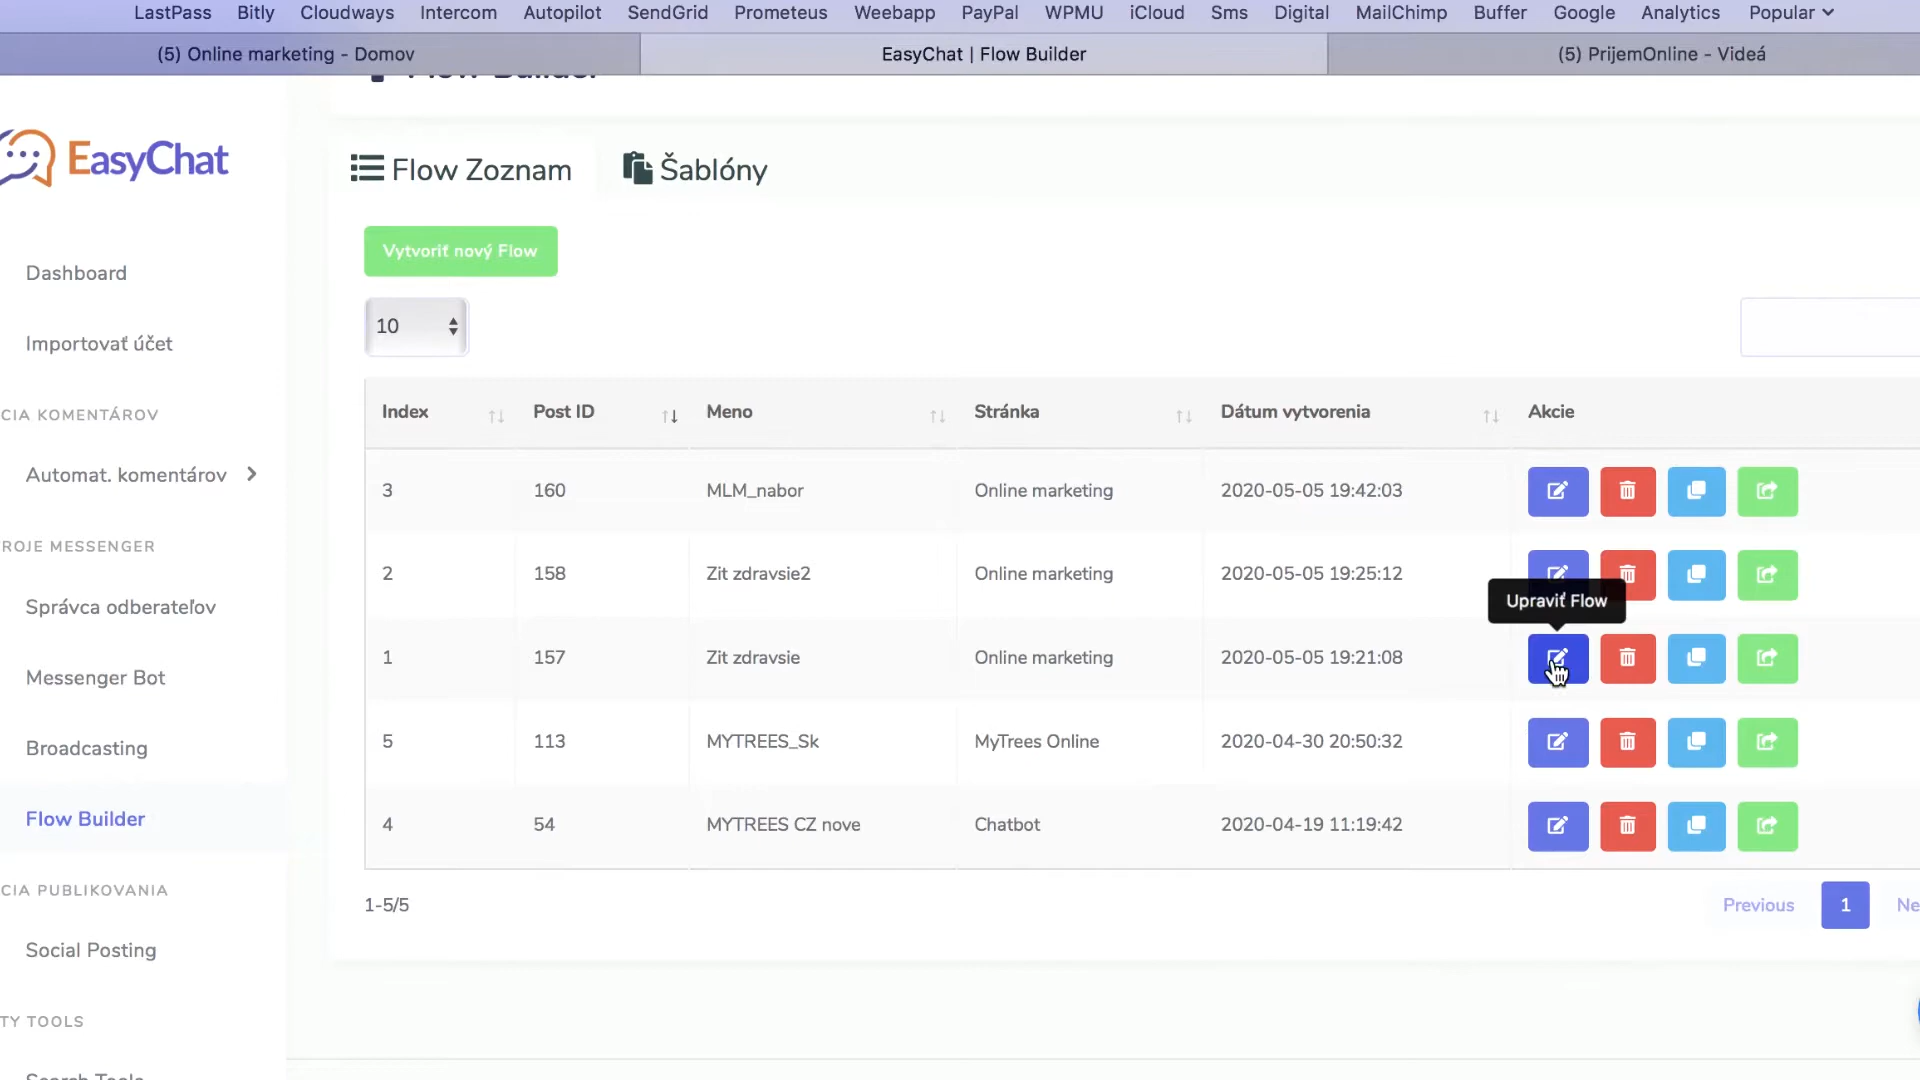 LastPass Bitly Cloudways Intercom Autopilot SendGrid Prometeus Weebapp PayPal WPMU iCloud Sms Digital MailChimp Buffer Google Analytics Popular
(5) Online marketing - Domov
EasyChat | Flow Builder
(5) PrijemOnline - Videá
Flow Builder
EasyChat
Flow Zoznam
Šablóny
Vytvoriť nový Flow
10
Dashboard
Importovať účet
CIA KOMENTÁROV
Automat. komentárov
ROJE MESSENGER
Správca odberateľov
Messenger Bot
Broadcasting
Flow Builder
CIA PUBLIKOVANIA
Social Posting
TY TOOLS
Search Tools
Index Post ID Meno Stránka Dátum vytvorenia Akcie
3 160 MLM_nabor Online marketing 2020-05-05 19:42:03
2 158 Zit zdravsie2 Online marketing 2020-05-05 19:25:12
Upraviť Flow
1 157 Zit zdravsie Online marketing 2020-05-05 19:21:08
5 113 MYTREES_Sk MyTrees Online 2020-04-30 20:50:32
4 54 MYTREES CZ nove Chatbot 2020-04-19 11:19:42
1-5/5
Previous 1 Ne